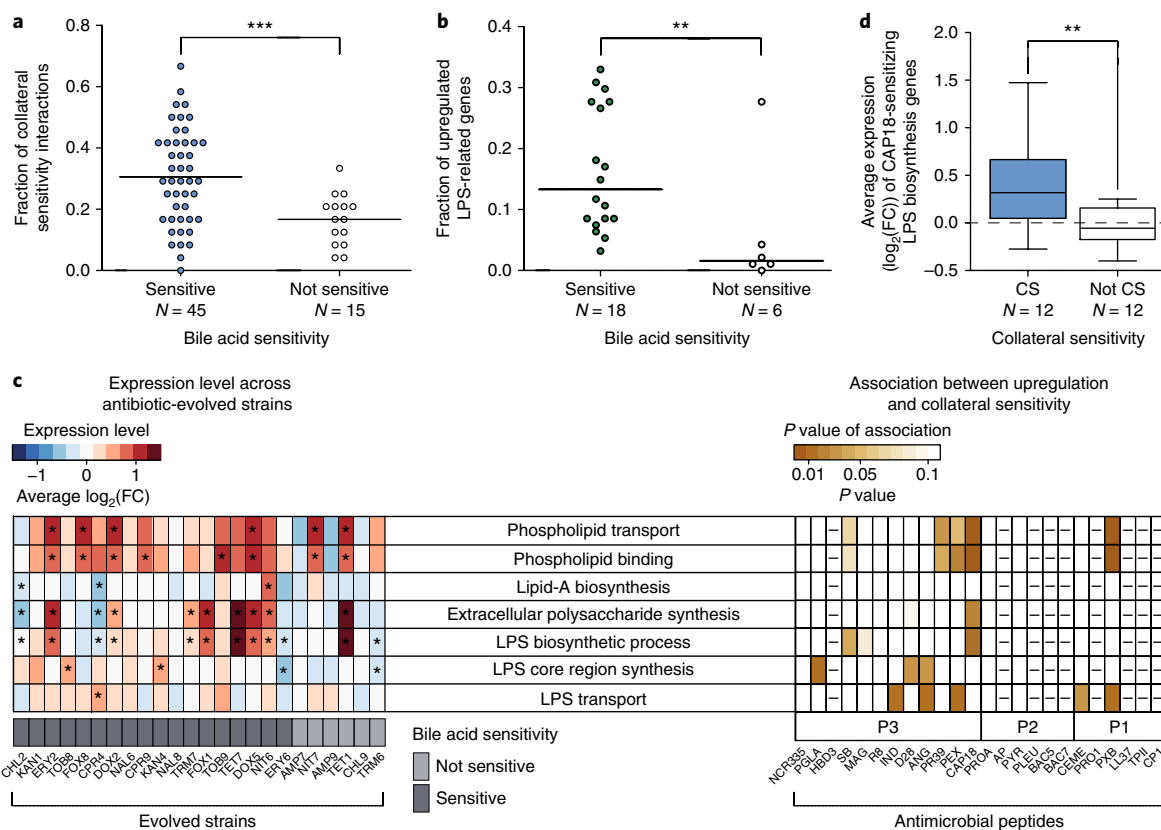 a
Fraction of collateral
sensitivity interactions
0.8
0.6
0.4
0.2
0.0
***
Sensitive
N = 45
Not sensitive
N = 15
Bile acid sensitivity
b
Fraction of upregulated
LPS-related genes
0.4
0.3
0.2
0.1
0.0
**
Sensitive
N = 18
Not sensitive
N = 6
Bile acid sensitivity
d
Average expression
(log2(FC)) of CAP18-sensitizing
LPS biosynthesis genes
2.0
1.5
1.0
0.5
0.0
−0.5
**
CS
N = 12
Not CS
N = 12
Collateral sensitivity
c
Expression level across
antibiotic-evolved strains
Expression level
−1 0 1
Average log2(FC)
Association between upregulation
and collateral sensitivity
P value of association
0.01 0.05 0.1
P value
Phospholipid transport
Phospholipid binding
Lipid-A biosynthesis
Extracellular polysaccharide synthesis
LPS biosynthetic process
LPS core region synthesis
LPS transport
CHL2 KAN1 ERY2 TOB8 FOX8 CPR4 DOX2 NAL6 CPR9 KAN4 NAL8 TRM7 FOX1 TOB9 TET7 DOX5 NIT6 ERY6 AMP7 NIT7 AMP9 TET1 CHL9 TRM6
Evolved strains
Bile acid sensitivity
Not sensitive
Sensitive
P3 P2 P1
NCR335 PGLA HBD3 SB MAG R8 IND D28 ANG PR39 PEX CAP18 PROA AP PYR PLEU BAC5 BAC7 CEME PRO1 PXB LL37 TPII CP1
Antimicrobial peptides